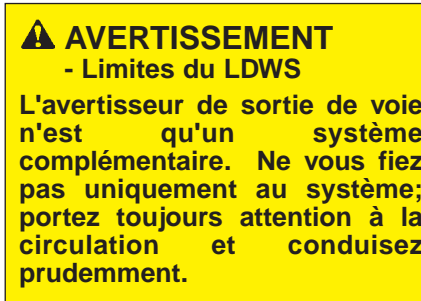 AVERTISSEMENT
- Limites du LDWS
L'avertisseur de sortie de voie
n'est qu'un système
complémentaire. Ne vous fiez
pas uniquement au système;
portez toujours attention à la
circulation et conduisez
prudemment.